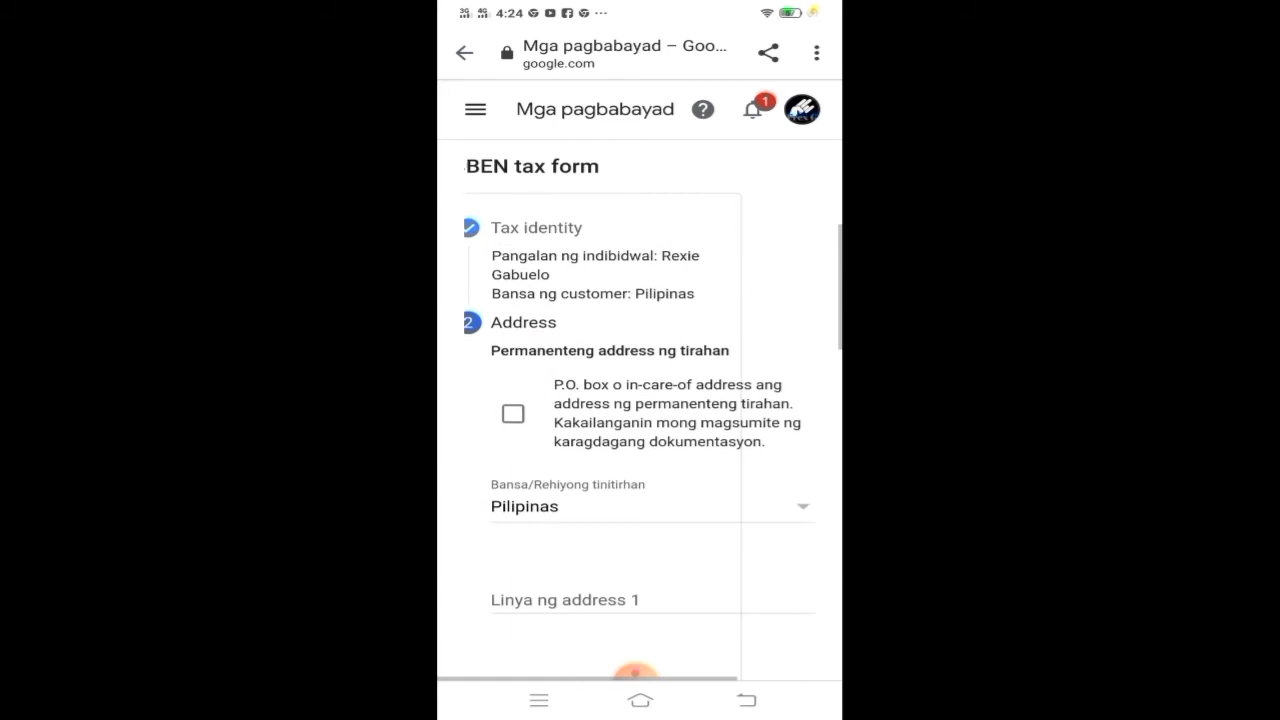 3G 4G 4:24
Mga pagbabayad – Goo...
google.com
Mga pagbabayad
1
BEN tax form
Tax identity
Pangalan ng indibidwal: Rexie
Gabuelo
Bansa ng customer: Pilipinas
2 Address
Permanenteng address ng tirahan
P.O. box o in-care-of address ang
address ng permanenteng tirahan.
Kakailanganin mong magsumite ng
karagdagang dokumentasyon.
Bansa/Rehiyong tinitirhan
Pilipinas
Linya ng address 1